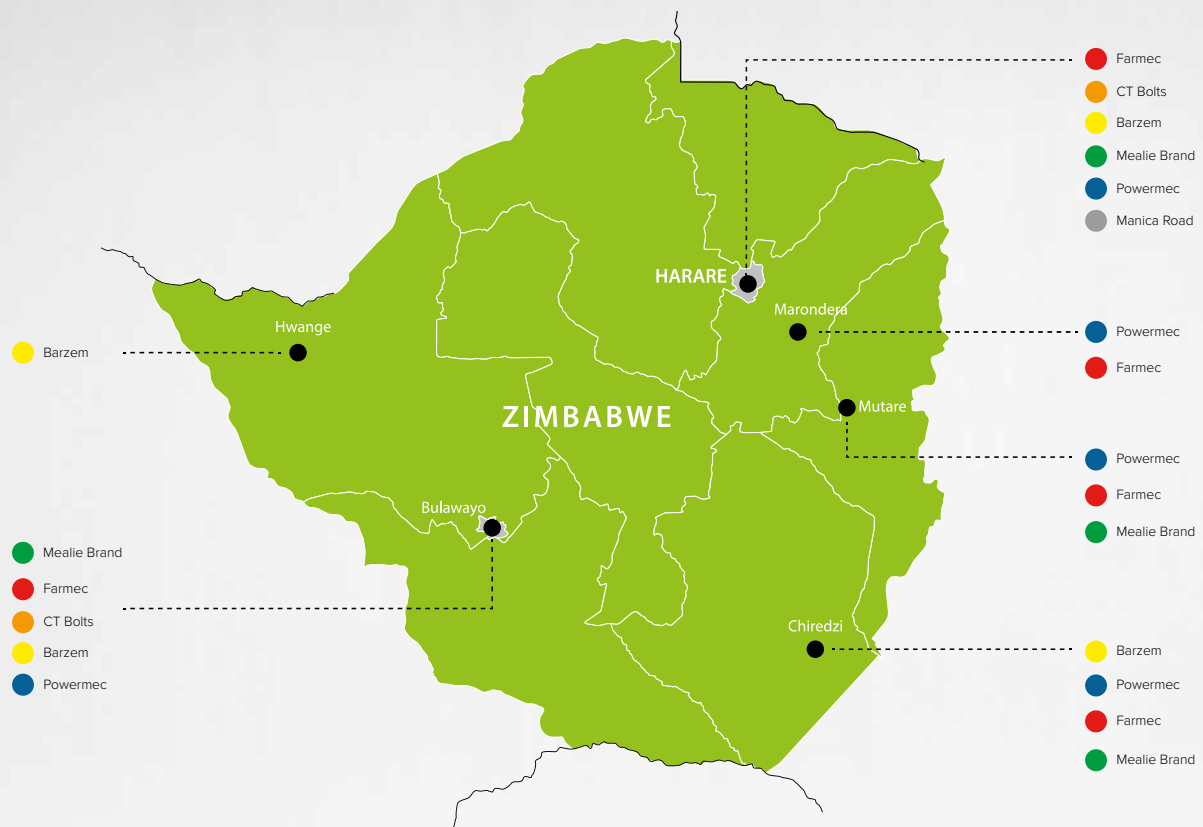 Farmec
CT Bolts
Barzem
Mealie Brand
Powermec
Manica Road
HARARE
Marondera
Hwange
Powermec
Barzem
Farmec
ZIMBABWE
Mutare
Powermec
Farmec
Bulawayo
Mealie Brand
Mealie Brand
Farmec
CT Bolts
Barzem
Powermec
Chiredzi
Barzem
Powermec
Farmec
Mealie Brand